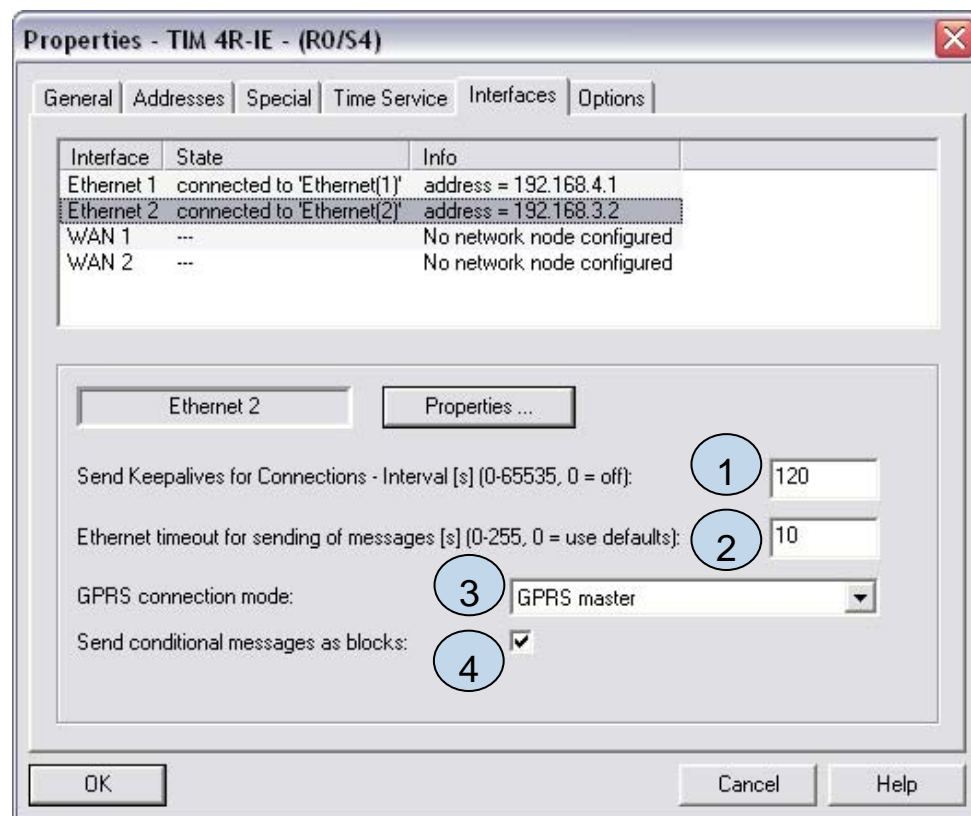 Properties - TIM 4R-IE - (R0/S4)
General Addresses Special Time Service Interfaces Options
Interface State Info
Ethernet 1 connected to 'Ethernet(1)' address = 192.168.4.1
Ethernet 2 connected to 'Ethernet(2)' address = 192.168.3.2
WAN 1 --- No network node configured
WAN 2 --- No network node configured
Ethernet 2 Properties ...
Send Keepalives for Connections - Interval [s] (0-65535, 0 = off): 1 120
Ethernet timeout for sending of messages [s] (0-255, 0 = use defaults): 2 10
GPRS connection mode: 3 GPRS master
Send conditional messages as blocks: 4
OK Cancel Help